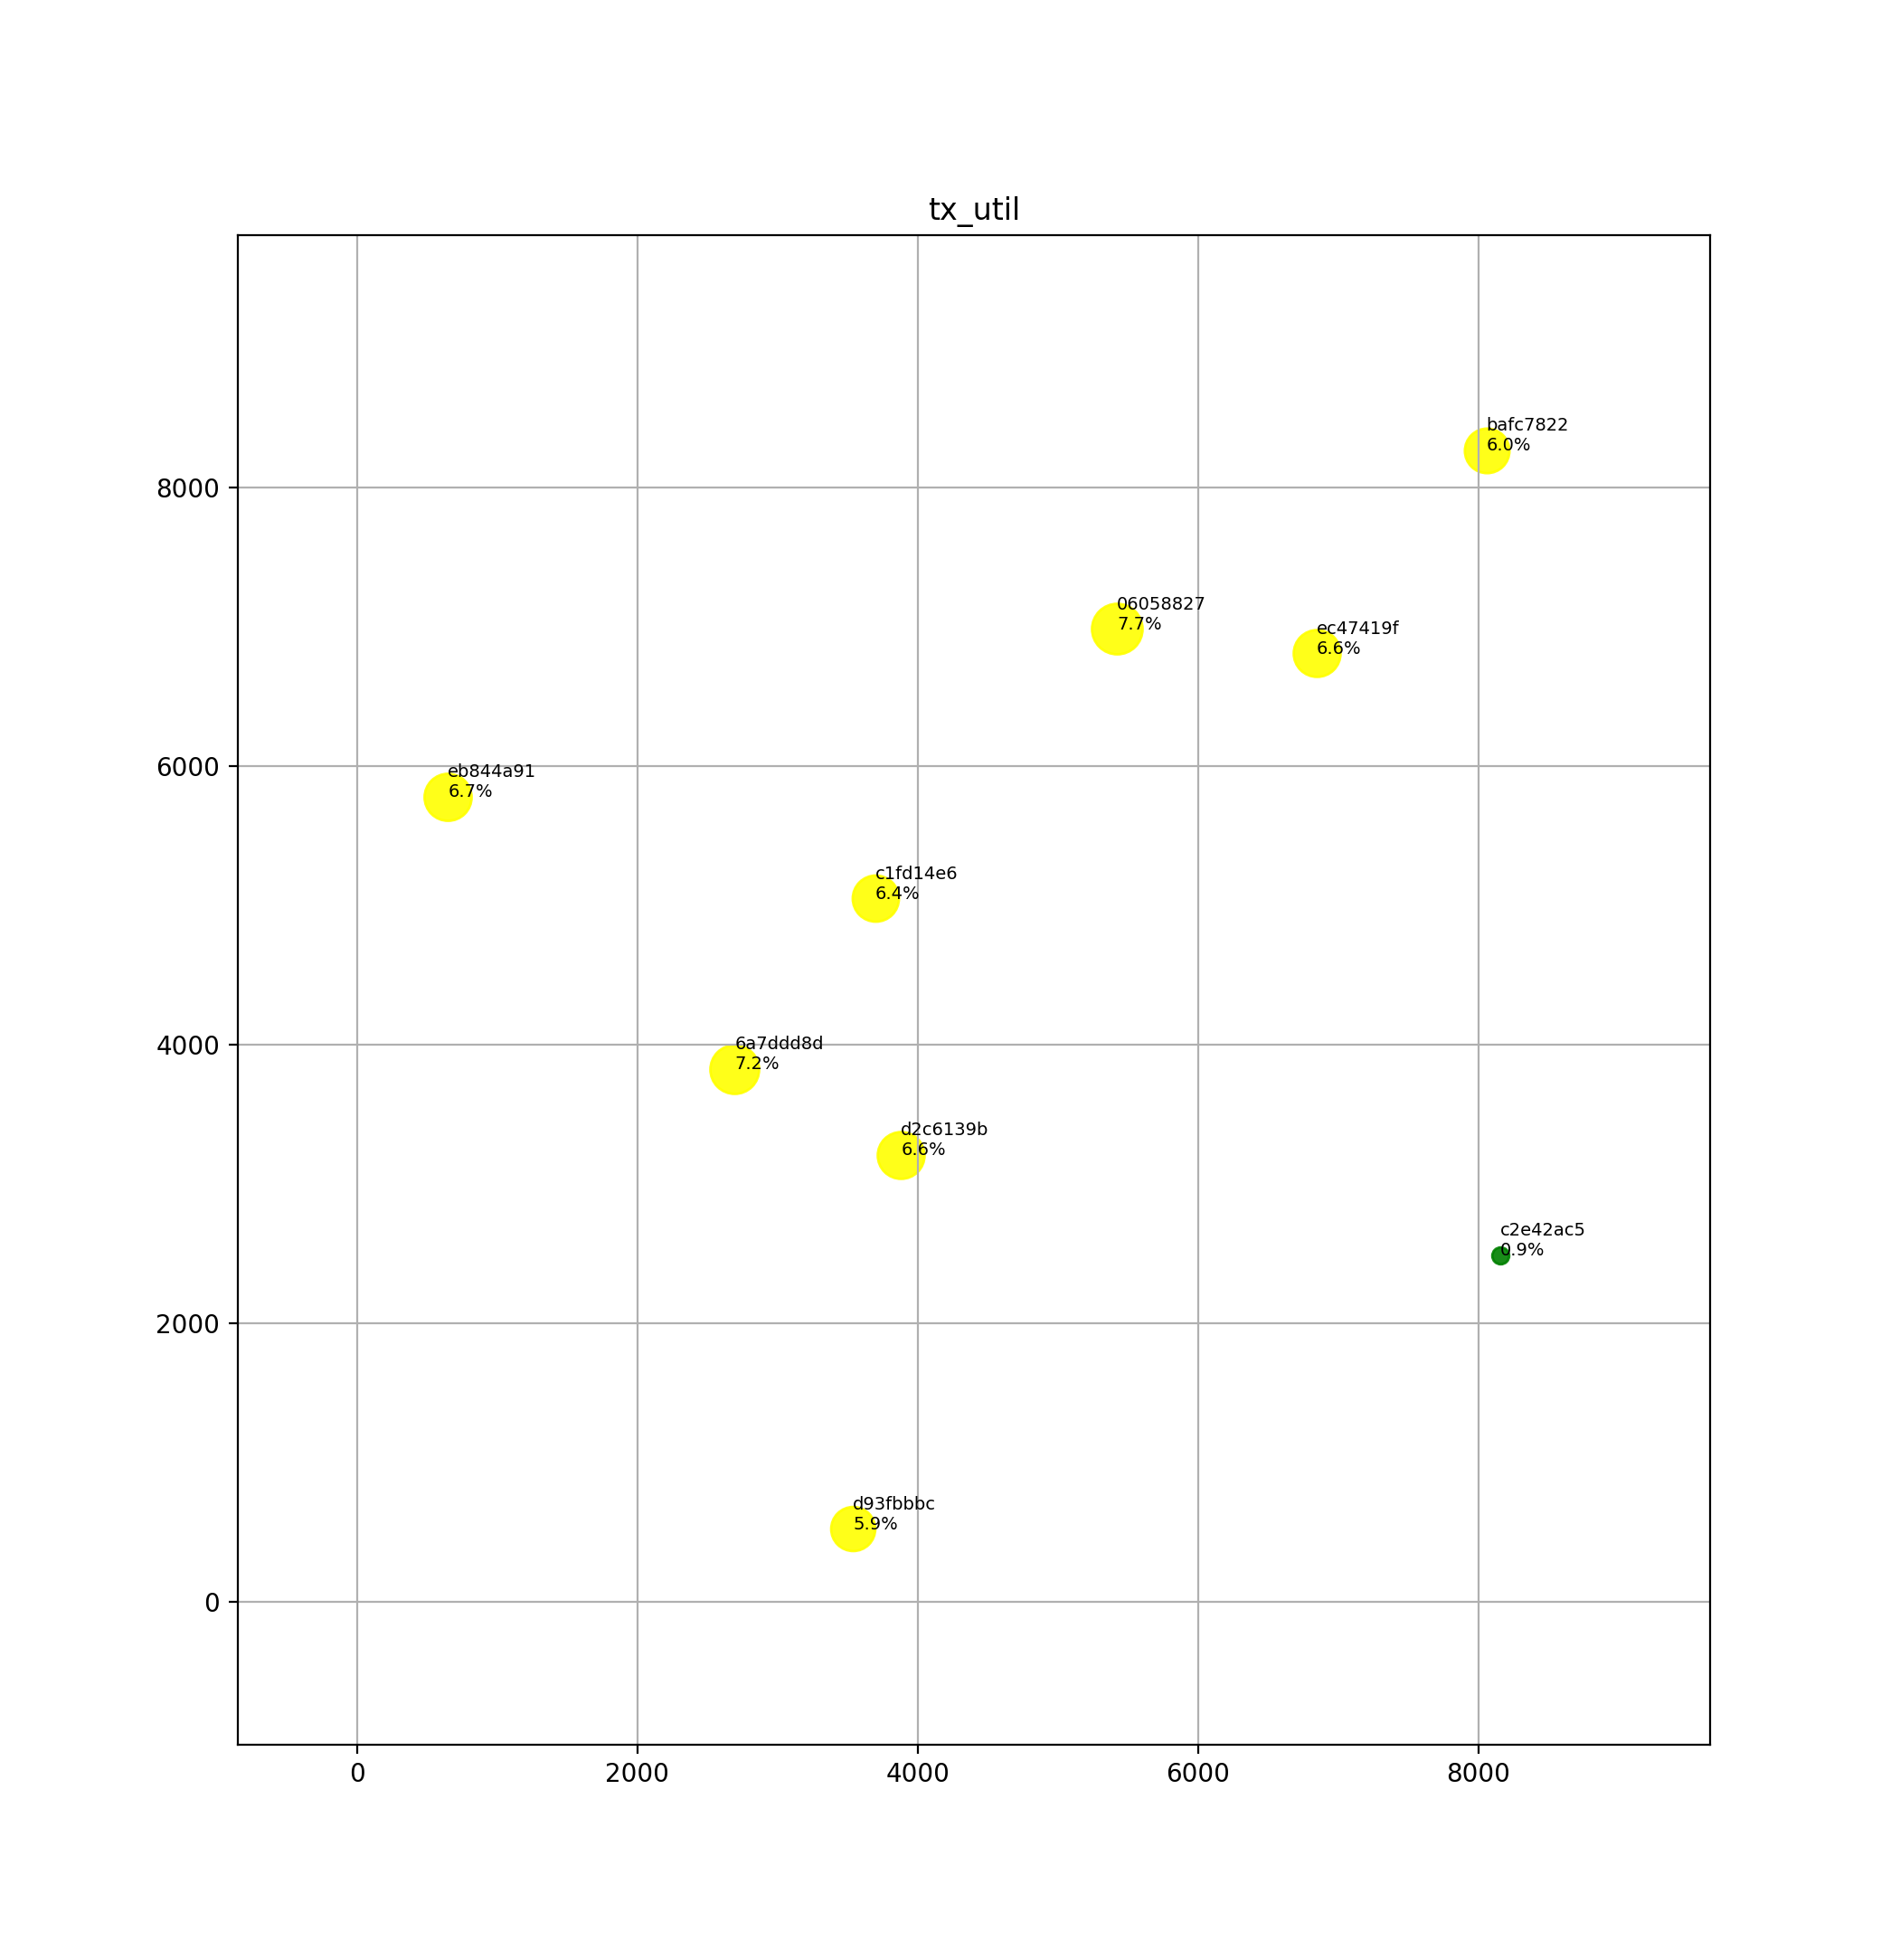 tx_util
bafc7822
6.0%
06058827
7.7%
ec47419f
6.6%
eb844a91
6.7%
c1fd14e6
6.4%
6a7ddd8d
7.2%
d2c6139b
6.6%
c2e42ac5
0.9%
d93fbbbc
5.9%
8000
6000
4000
2000
0
0 2000 4000 6000 8000